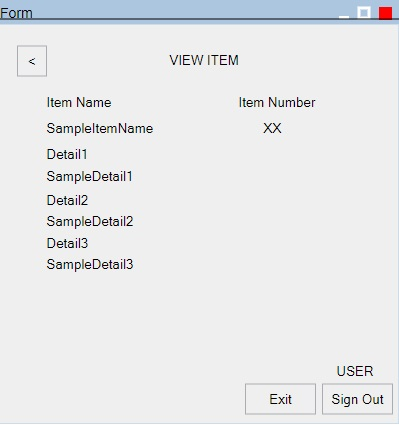 Form
<
VIEW ITEM
Item Name Item Number
SampleItemName XX
Detail1
SampleDetail1
Detail2
SampleDetail2
Detail3
SampleDetail3
USER
Exit Sign Out